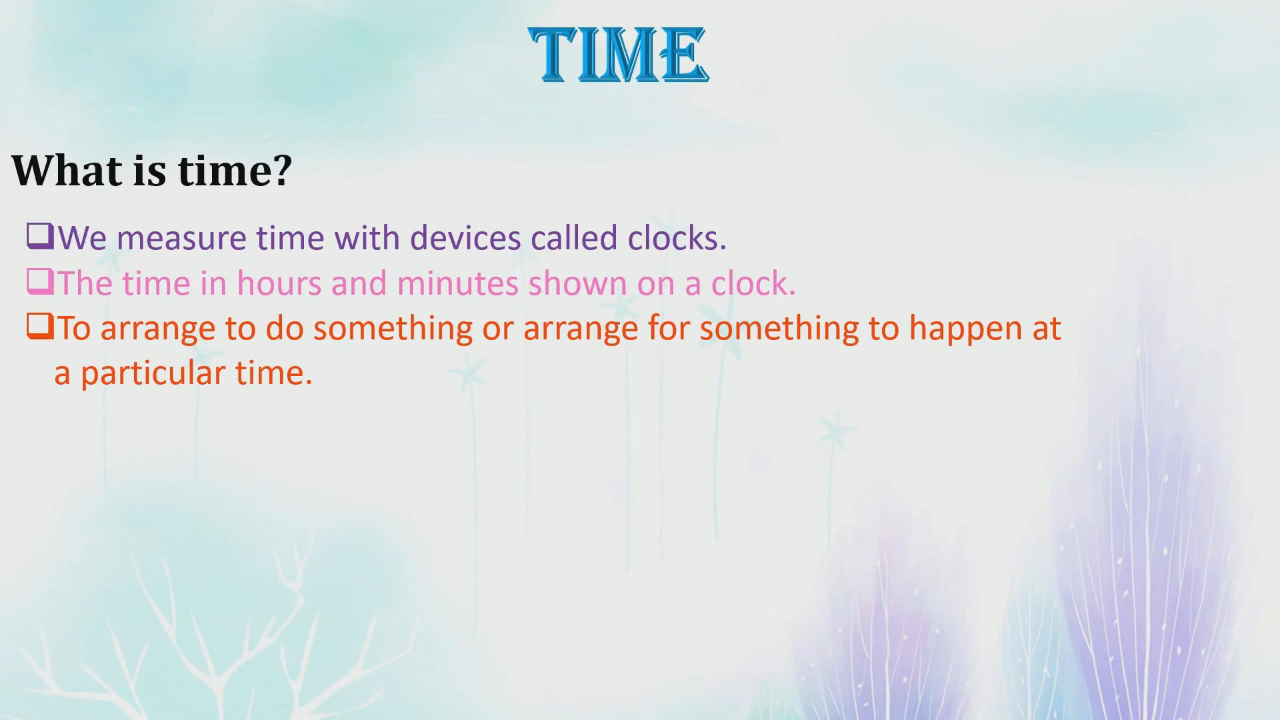 TIME
What is time?
❑We measure time with devices called clocks.
❑The time in hours and minutes shown on a clock.
❑To arrange to do something or arrange for something to happen at
a particular time.